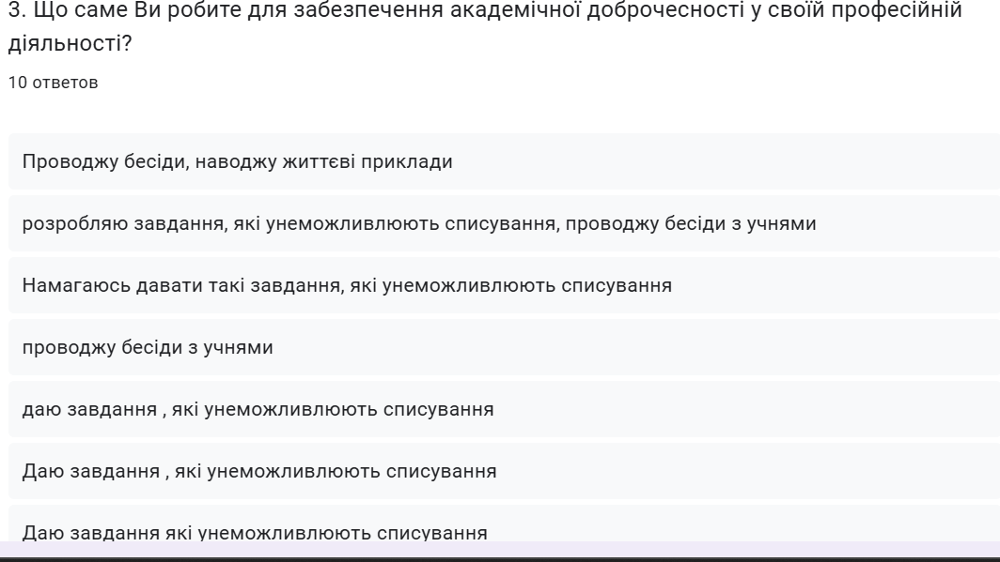 3. Що саме Ви робите для забезпечення академічної доброчесності у своїй професійній
діяльності?
10 ответов
Проводжу бесіди, наводжу життєві приклади
розробляю завдання, які унеможливлюють списування, проводжу бесіди з учнями
Намагаюсь давати такі завдання, які унеможливлюють списування
проводжу бесіди з учнями
даю завдання , які унеможливлюють списування
Даю завдання , які унеможливлюють списування
Даю завдання які унеможливлюють списування